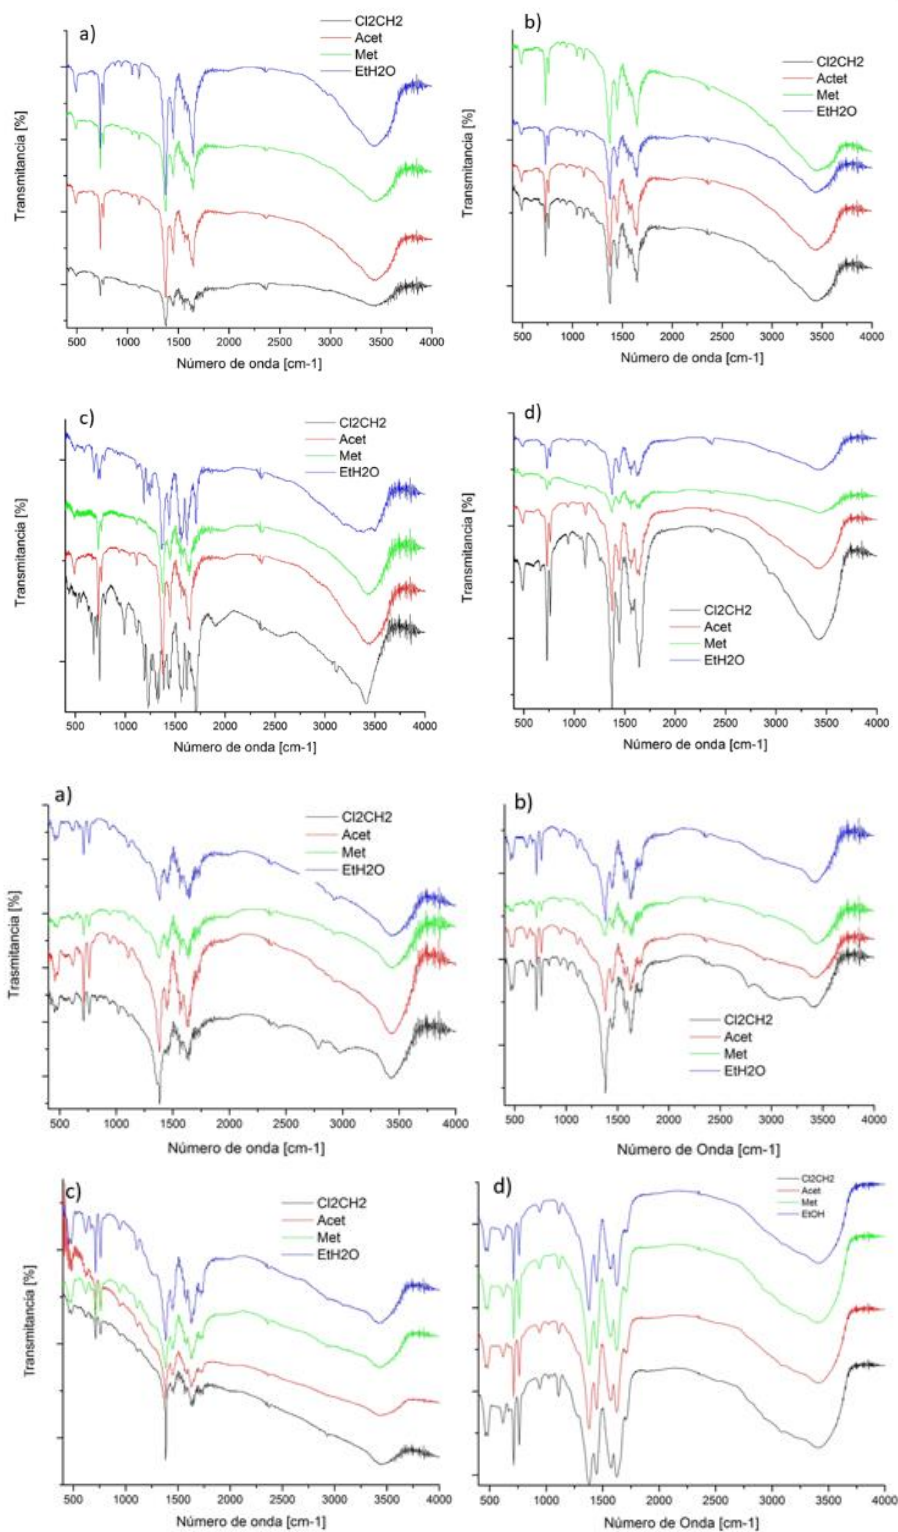 a)
Cl2CH2
Acet
Met
EtH2O
Transmitancia [%]
500 1000 1500 2000 2500 3000 3500 4000
Número de onda [cm-1]
b)
Cl2CH2
Actet
Met
EtH2O
Transmitancia [%]
500 1000 1500 2000 2500 3000 3500 4000
Número de onda [cm-1]
c)
Cl2CH2
Acet
Met
EtH2O
Transmitancia [%]
500 1000 1500 2000 2500 3000 3500 4000
Número de onda [cm-1]
d)
Transmitancia [%]
Cl2CH2
Acet
Met
EtH2O
500 1000 1500 2000 2500 3000 3500 4000
Número de onda [cm-1]
a)
Cl2CH2
Acet
Met
EtH2O
Trasmitancia [%]
500 1000 1500 2000 2500 3000 3500 4000
Número de onda [cm-1]
b)
Transmitancia [%]
Cl2CH2
Acet
Met
EtH2O
500 1000 1500 2000 2500 3000 3500 4000
Número de Onda [cm-1]
c)
Cl2CH2
Acet
Met
EtH2O
Transmitancia [%]
500 1000 1500 2000 2500 3000 3500 4000
Número de onda [cm-1]
d)
Cl2CH2
Acet
Met
EtOH
Transmitancia [%]
500 1000 1500 2000 2500 3000 3500 4000
Número de Onda [cm-1]